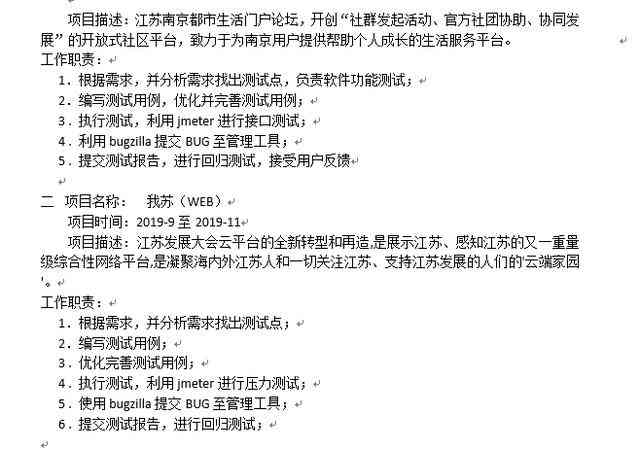 项目描述：江苏南京都市生活门户论坛，开创“社群发起活动、官方社团协助、协同发
展”的开放式社区平台，致力于为南京用户提供帮助个人成长的生活服务平台。
工作职责：
1．根据需求，并分析需求找出测试点，负责软件功能测试；
2．编写测试用例，优化并完善测试用例；
3．执行测试，利用 jmeter 进行接口测试；
4．利用 bugzilla 提交 BUG 至管理工具；
5．提交测试报告，进行回归测试，接受用户反馈
二 项目名称： 我苏（WEB）
项目时间：2019-9 至 2019-11
项目描述：江苏发展大会云平台的全新转型和再造,是展示江苏、感知江苏的又一重量
级综合性网络平台,是凝聚海内外江苏人和一切关注江苏、支持江苏发展的人们的'云端家园
'。
工作职责：
1．根据需求，并分析需求找出测试点；
2．编写测试用例；
3．优化完善测试用例；
4．执行测试，利用 jmeter 进行压力测试；
5．使用 bugzilla 提交 BUG 至管理工具；
6．提交测试报告，进行回归测试；